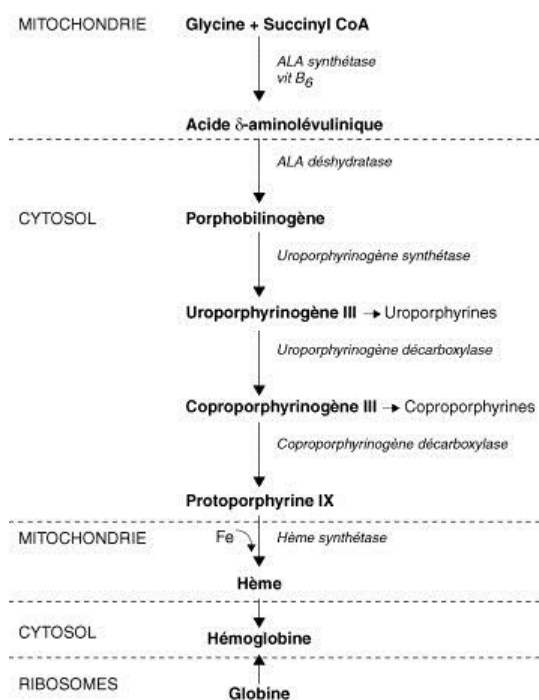 MITOCHONDRIE Glycine + Succinyl CoA
ALA synthétase
vit B6
Acide δ-aminolévulinique
ALA déshydratase
CYTOSOL Porphobilinogène
Uroporphyrinogène synthétase
Uroporphyrinogène III → Uroporphyrines
Uroporphyrinogène décarboxylase
Coproporphyrinogène III → Coproporphyrines
Coproporphyrinogène décarboxylase
Protoporphyrine IX
MITOCHONDRIE Fe Hème synthétase
Hème
CYTOSOL Hémoglobine
RIBOSOMES Globine